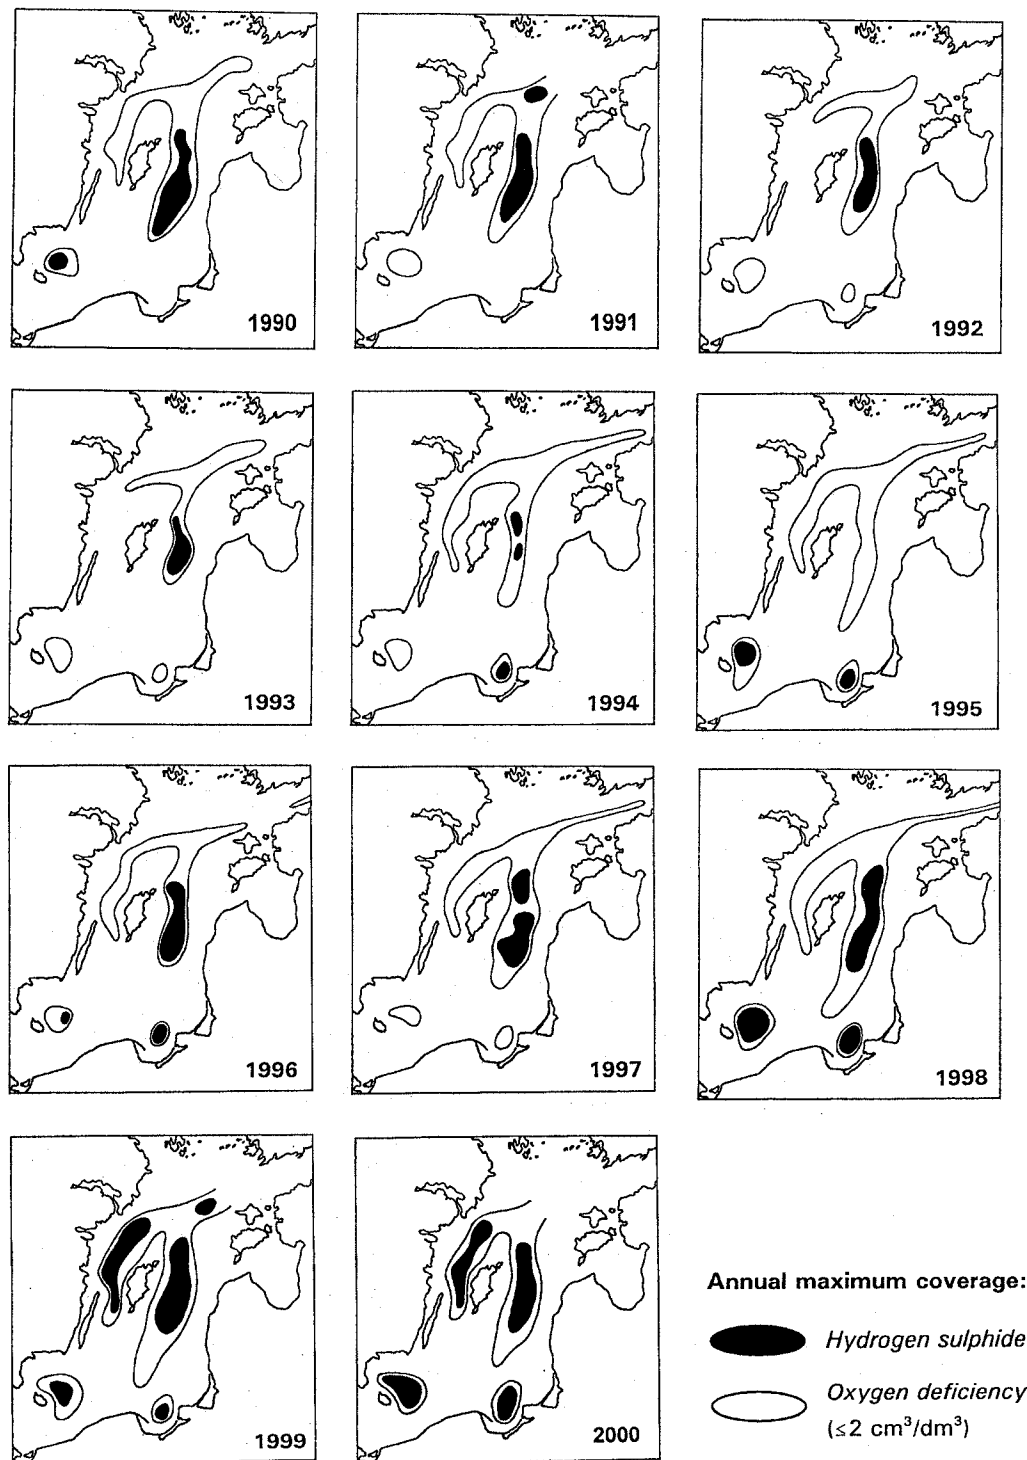 1990
1991
1992
1993
1994
1995
1996
1997
1998
1999
2000
Annual maximum coverage:
Hydrogen sulphide
Oxygen deficiency
(≤2 cm³/dm³)